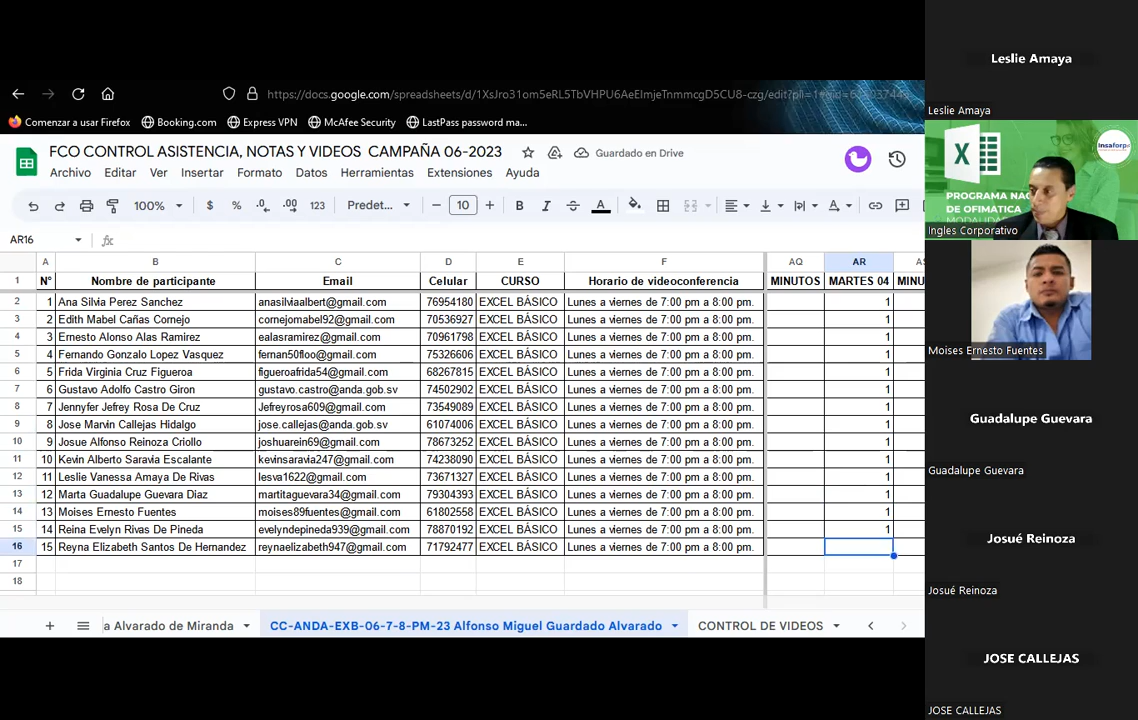 https://docs.google.com/spreadsheets/d/1XsJro31om5eRL5TbVHPU6AeEImjeTnmmcgD5CU8-czg/edit?pli=1
Comenzar a usar Firefox Booking.com Express VPN McAfee Security LastPass password ma...
FCO CONTROL ASISTENCIA, NOTAS Y VIDEOS CAMPAÑA 06-2023 Guardado en Drive
Archivo Editar Ver Insertar Formato Datos Herramientas Extensiones Ayuda
100% $ % .0 .00 123 Predet... − 10 + B I A
AR16 fx
A B C D E F AQ AR AS
1 N° Nombre de participante Email Celular CURSO Horario de videoconferencia MINUTOS MARTES 04 MINU
2 1 Ana Silvia Perez Sanchez anasilviaalbert@gmail.com 76954180 EXCEL BÁSICO Lunes a viernes de 7:00 pm a 8:00 pm. 1
3 2 Edith Mabel Cañas Cornejo cornejomabel92@gmail.com 70536927 EXCEL BÁSICO Lunes a viernes de 7:00 pm a 8:00 pm. 1
4 3 Ernesto Alonso Alas Ramirez ealasramirez@gmail.com 70961798 EXCEL BÁSICO Lunes a viernes de 7:00 pm a 8:00 pm. 1
5 4 Fernando Gonzalo Lopez Vasquez fernan50floo@gmail.com 75326606 EXCEL BÁSICO Lunes a viernes de 7:00 pm a 8:00 pm. 1
6 5 Frida Virginia Cruz Figueroa figueroafrida54@gmail.com 68267815 EXCEL BÁSICO Lunes a viernes de 7:00 pm a 8:00 pm. 1
7 6 Gustavo Adolfo Castro Giron gustavo.castro@anda.gob.sv 74502902 EXCEL BÁSICO Lunes a viernes de 7:00 pm a 8:00 pm. 1
8 7 Jennyfer Jefrey Rosa De Cruz Jefreyrosa609@gmail.com 73549089 EXCEL BÁSICO Lunes a viernes de 7:00 pm a 8:00 pm. 1
9 8 Jose Marvin Callejas Hidalgo jose.callejas@anda.gob.sv 61074006 EXCEL BÁSICO Lunes a viernes de 7:00 pm a 8:00 pm. 1
10 9 Josue Alfonso Reinoza Criollo joshuarein69@gmail.com 78673252 EXCEL BÁSICO Lunes a viernes de 7:00 pm a 8:00 pm. 1
11 10 Kevin Alberto Saravia Escalante kevinsaravia247@gmail.com 74238090 EXCEL BÁSICO Lunes a viernes de 7:00 pm a 8:00 pm. 1
12 11 Leslie Vanessa Amaya De Rivas lesva1622@gmail.com 73671327 EXCEL BÁSICO Lunes a viernes de 7:00 pm a 8:00 pm. 1
13 12 Marta Guadalupe Guevara Diaz martitaguevara34@gmail.com 79304393 EXCEL BÁSICO Lunes a viernes de 7:00 pm a 8:00 pm. 1
14 13 Moises Ernesto Fuentes moises89fuentes@gmail.com 61802558 EXCEL BÁSICO Lunes a viernes de 7:00 pm a 8:00 pm. 1
15 14 Reina Evelyn Rivas De Pineda evelyndepineda939@gmail.com 78870192 EXCEL BÁSICO Lunes a viernes de 7:00 pm a 8:00 pm. 1
16 15 Reyna Elizabeth Santos De Hernandez reynaelizabeth947@gmail.com 71792477 EXCEL BÁSICO Lunes a viernes de 7:00 pm a 8:00 pm.
17
18
a Alvarado de Miranda CC-ANDA-EXB-06-7-8-PM-23 Alfonso Miguel Guardado Alvarado CONTROL DE VIDEOS
Leslie Amaya
Leslie Amaya
X
Insaforp
PROGRAMA NAC
DE OFIMÁTICA
MODALIDA
Ingles Corporativo
Moises Ernesto Fuentes
Guadalupe Guevara
Guadalupe Guevara
Josué Reinoza
Josué Reinoza
JOSE CALLEJAS
JOSE CALLEJAS